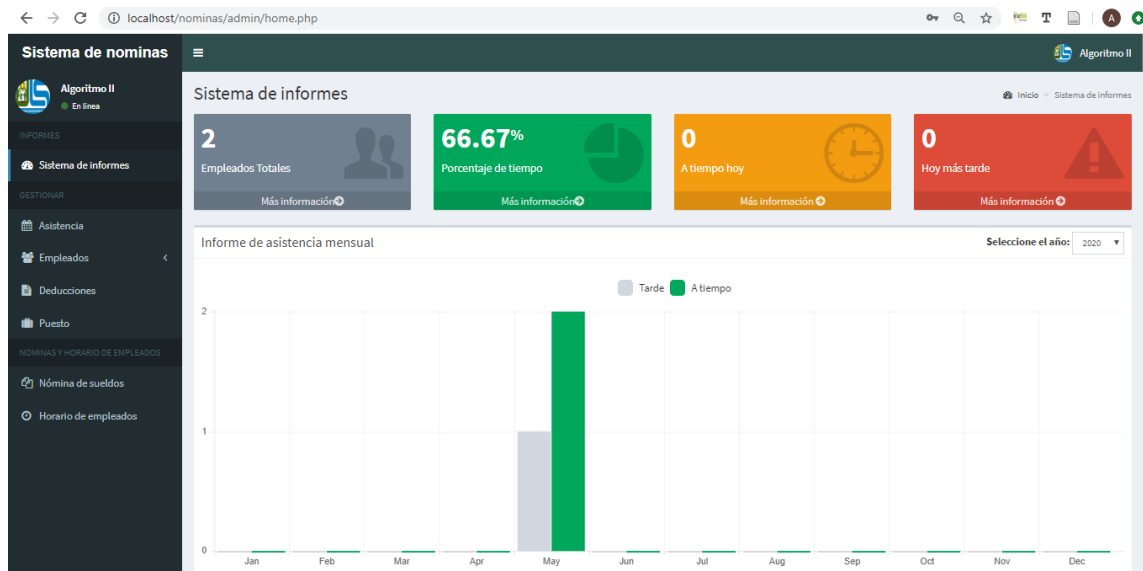 localhost/nominas/admin/home.php
A
Sistema de nominas
Algoritmo II
Algoritmo II
En línea
INFORMES
Sistema de informes
GESTIONAR
Asistencia
Empleados
Deducciones
Puesto
NOMINAS Y HORARIO DE EMPLEADOS
Nómina de sueldos
Horario de empleados
Sistema de informes
Inicio > Sistema de informes
2
Empleados Totales
Más información
66.67%
Porcentaje de tiempo
Más información
0
A tiempo hoy
Más información
0
Hoy más tarde
Más información
Informe de asistencia mensual
Seleccione el año: 2020
Tarde A tiempo
2
1
0
Jan Feb Mar Apr May Jun Jul Aug Sep Oct Nov Dec